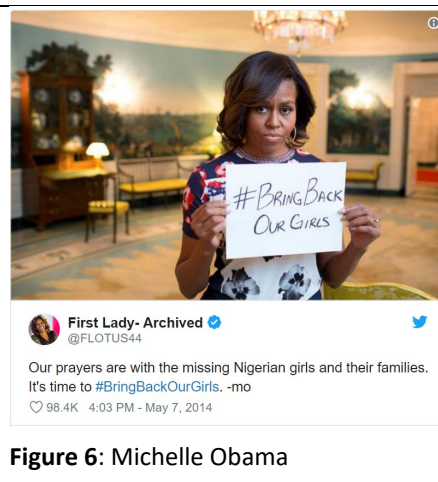 #BRINGBACK
OUR GIRLS
First Lady- Archived
@FLOTUS44
Our prayers are with the missing Nigerian girls and their families.
It's time to #BringBackOurGirls. -mo
98.4K 4:03 PM - May 7, 2014
Figure 6: Michelle Obama